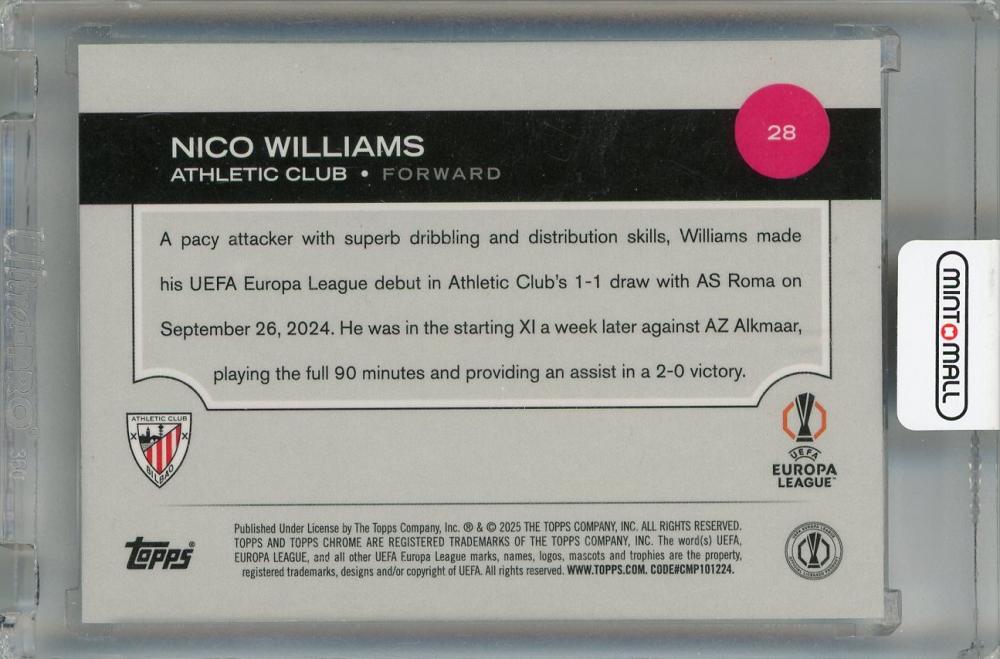 NICO WILLIAMS
ATHLETIC CLUB • FORWARD
28
A pacy attacker with superb dribbling and distribution skills, Williams made
his UEFA Europa League debut in Athletic Club's 1-1 draw with AS Roma on
September 26, 2024. He was in the starting XI a week later against AZ Alkmaar,
playing the full 90 minutes and providing an assist in a 2-0 victory.
ATHLETIC CLUB
BILBAO
UEFA
EUROPA
LEAGUE™
topps®
Published Under License by The Topps Company, Inc. ® & © 2025 THE TOPPS COMPANY, INC. ALL RIGHTS RESERVED.
TOPPS AND TOPPS CHROME ARE REGISTERED TRADEMARKS OF THE TOPPS COMPANY, INC. The word(s) UEFA,
EUROPA LEAGUE, and all other UEFA Europa League marks, names, logos, mascots and trophies are the property,
registered trademarks, designs and/or copyright of UEFA. All rights reserved. WWW.TOPPS.COM. CODE#CMP101224.
MINT MALL
Ultra·PRO